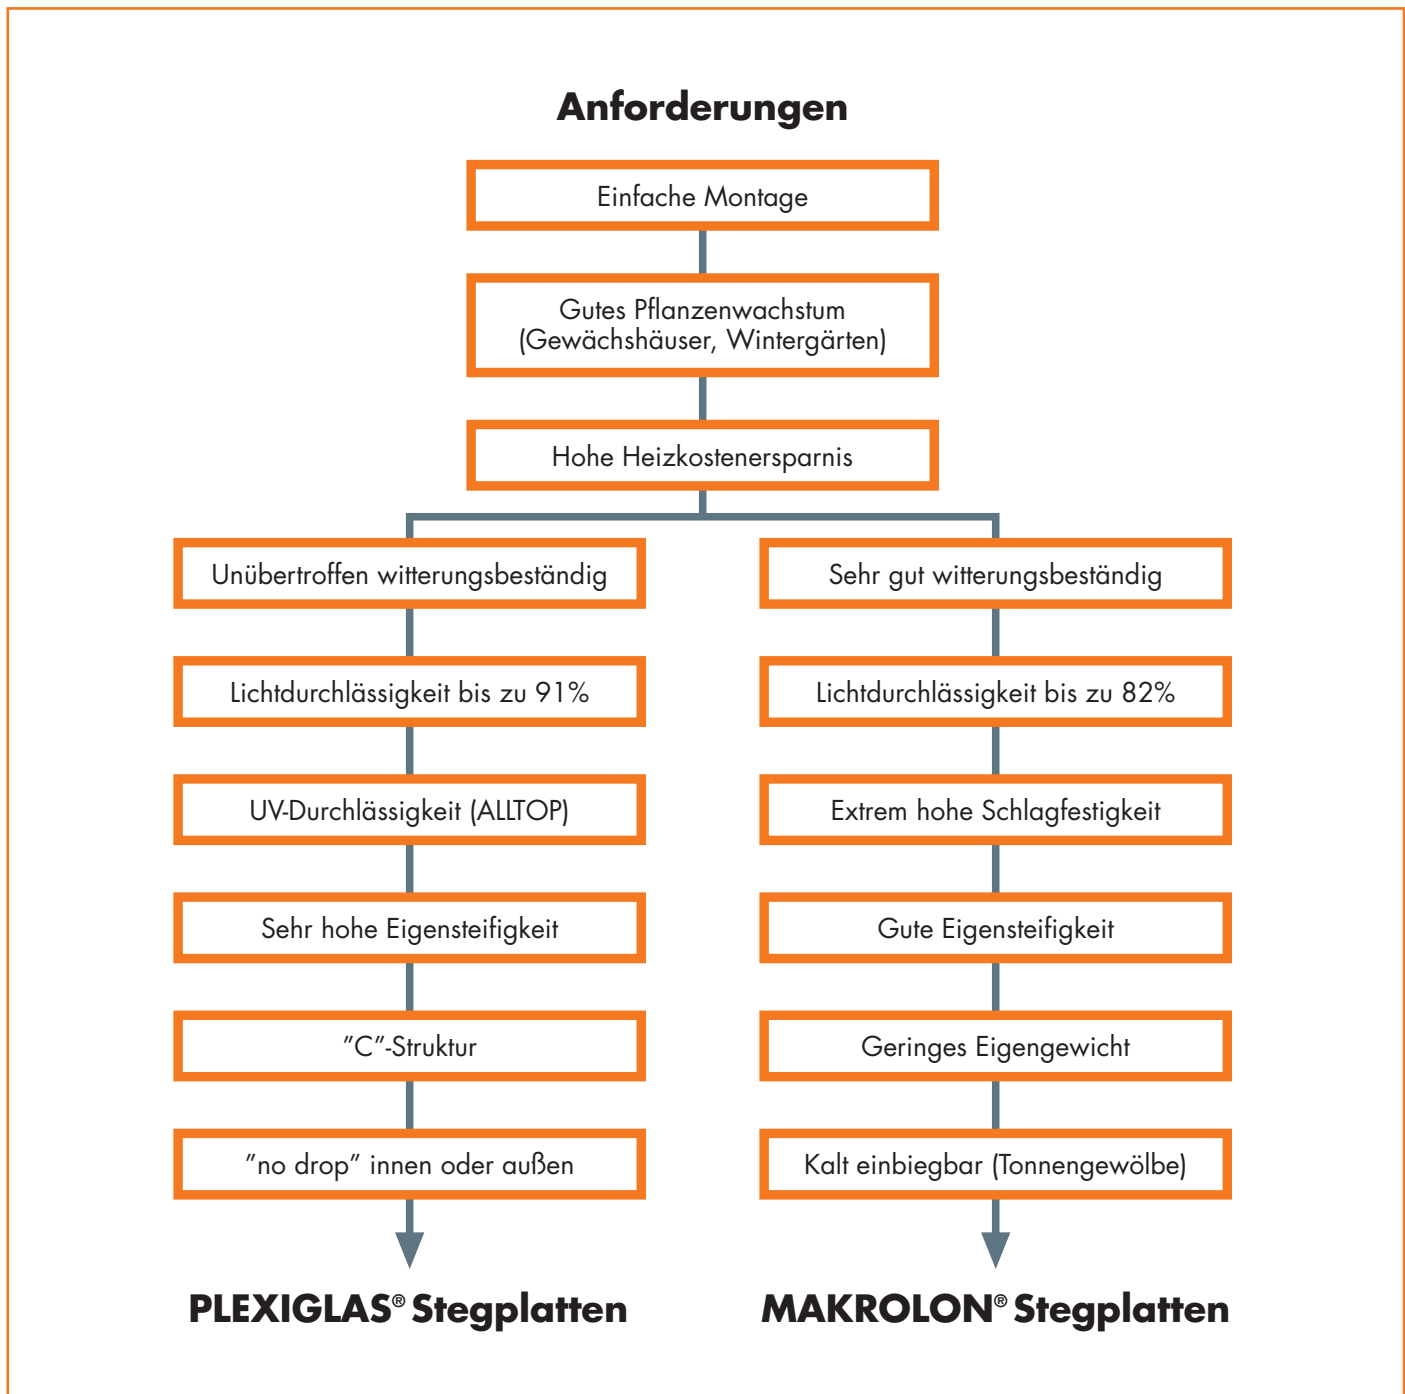 Anforderungen
Einfache Montage
Gutes Pflanzenwachstum
(Gewächshäuser, Wintergärten)
Hohe Heizkostenersparnis
Unübertroffen witterungsbeständig
Lichtdurchlässigkeit bis zu 91%
UV-Durchlässigkeit (ALLTOP)
Sehr hohe Eigensteifigkeit
”C”-Struktur
”no drop” innen oder außen
PLEXIGLAS® Stegplatten
Sehr gut witterungsbeständig
Lichtdurchlässigkeit bis zu 82%
Extrem hohe Schlagfestigkeit
Gute Eigensteifigkeit
Geringes Eigengewicht
Kalt einbiegbar (Tonnengewölbe)
MAKROLON® Stegplatten